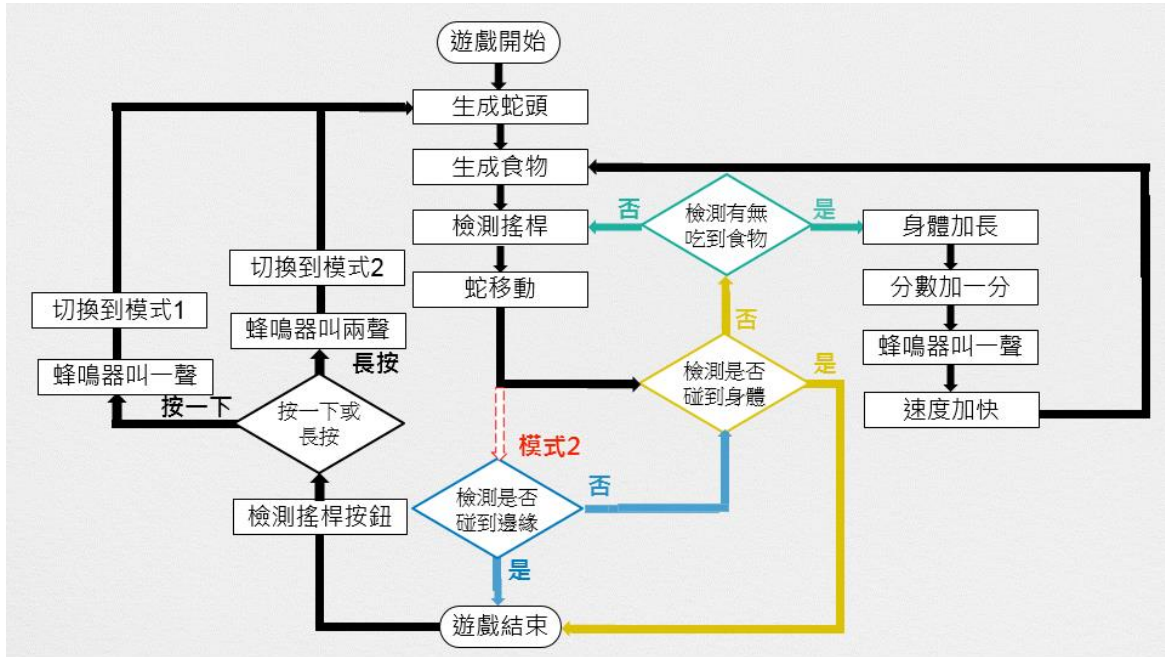 遊戲開始
生成蛇頭
生成食物
檢測搖桿
蛇移動
否
檢測有無
吃到食物
是
身體加長
分數加一分
蜂鳴器叫一聲
速度加快
否
檢測是否
碰到身體
是
模式2
檢測是否
碰到邊緣
否
是
遊戲結束
檢測搖桿按鈕
按一下或
長按
按一下
蜂鳴器叫一聲
切換到模式1
長按
蜂鳴器叫兩聲
切換到模式2